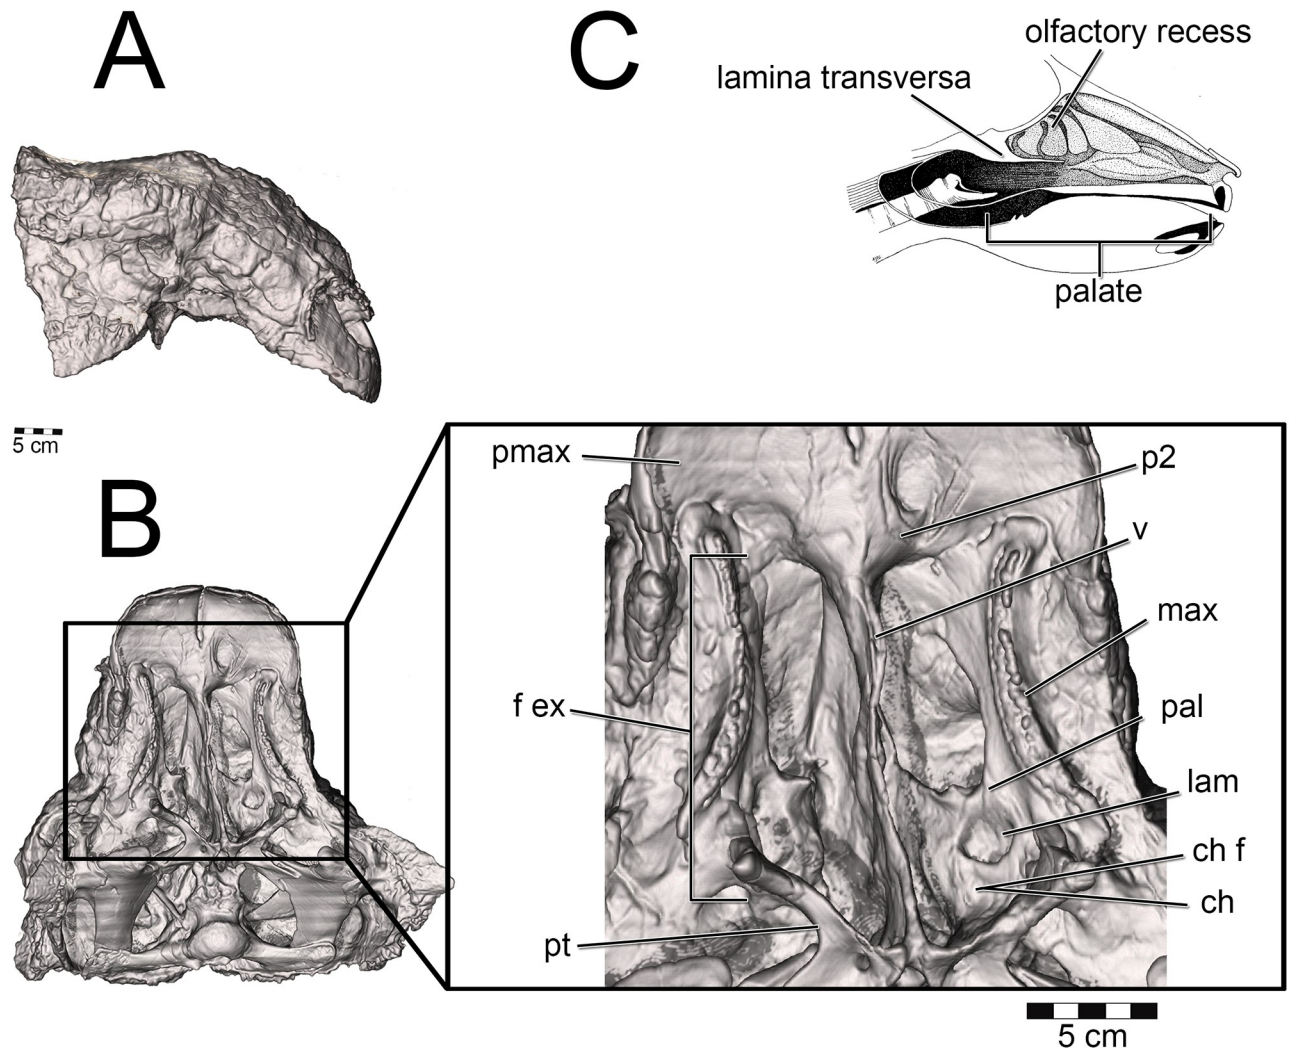 A
C
olfactory recess
lamina transversa
palate
5 cm
B
pmax
p2
v
max
f ex
pal
lam
ch f
ch
pt
5 cm